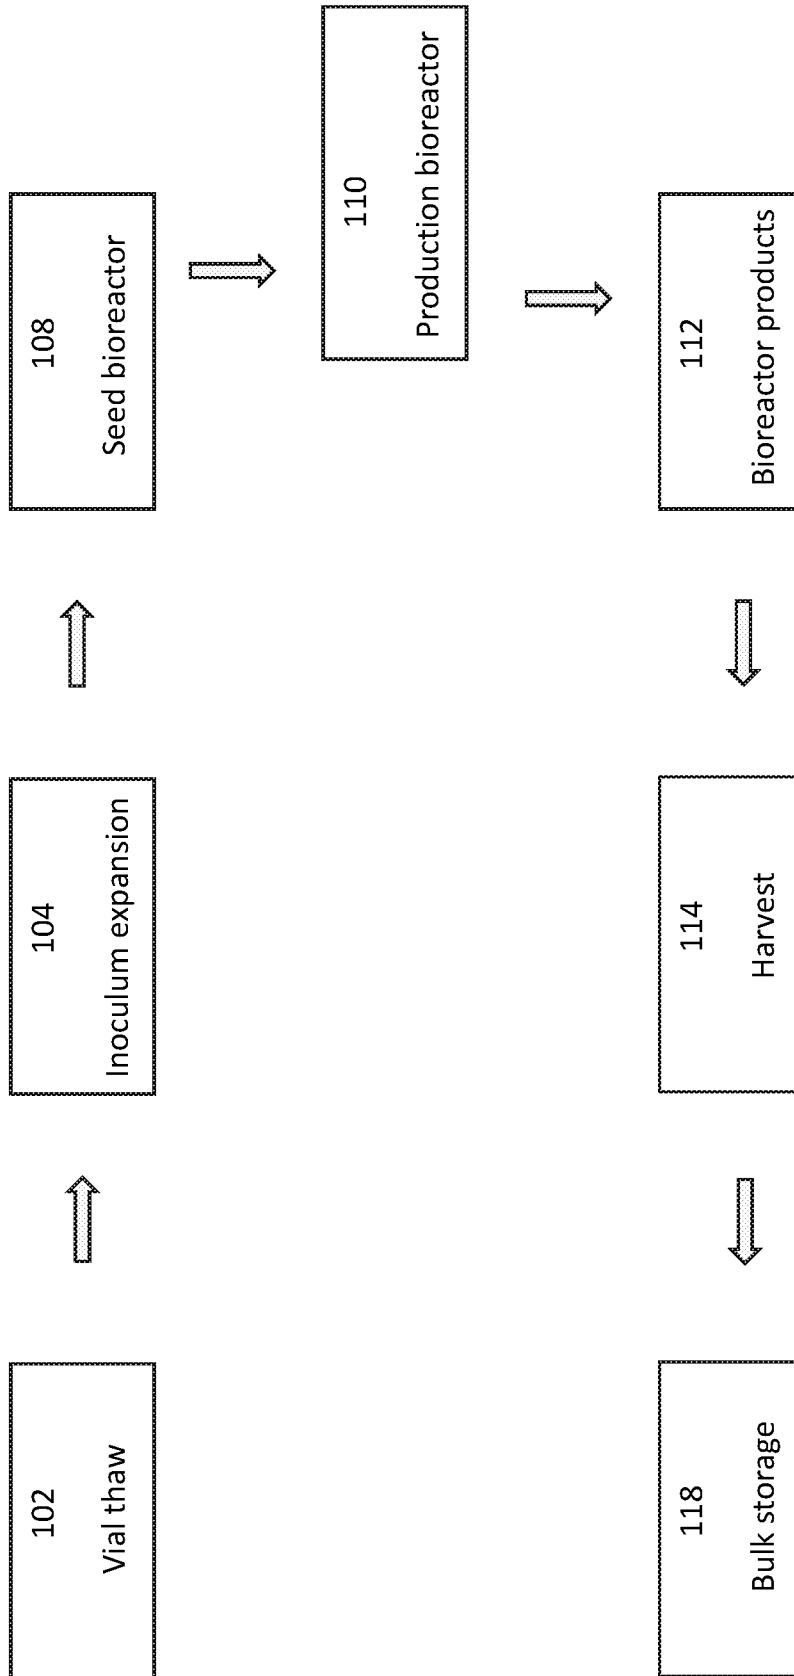 102
Vial thaw
104
Inoculum expansion
108
Seed bioreactor
110
Production bioreactor
112
Bioreactor products
114
Harvest
118
Bulk storage